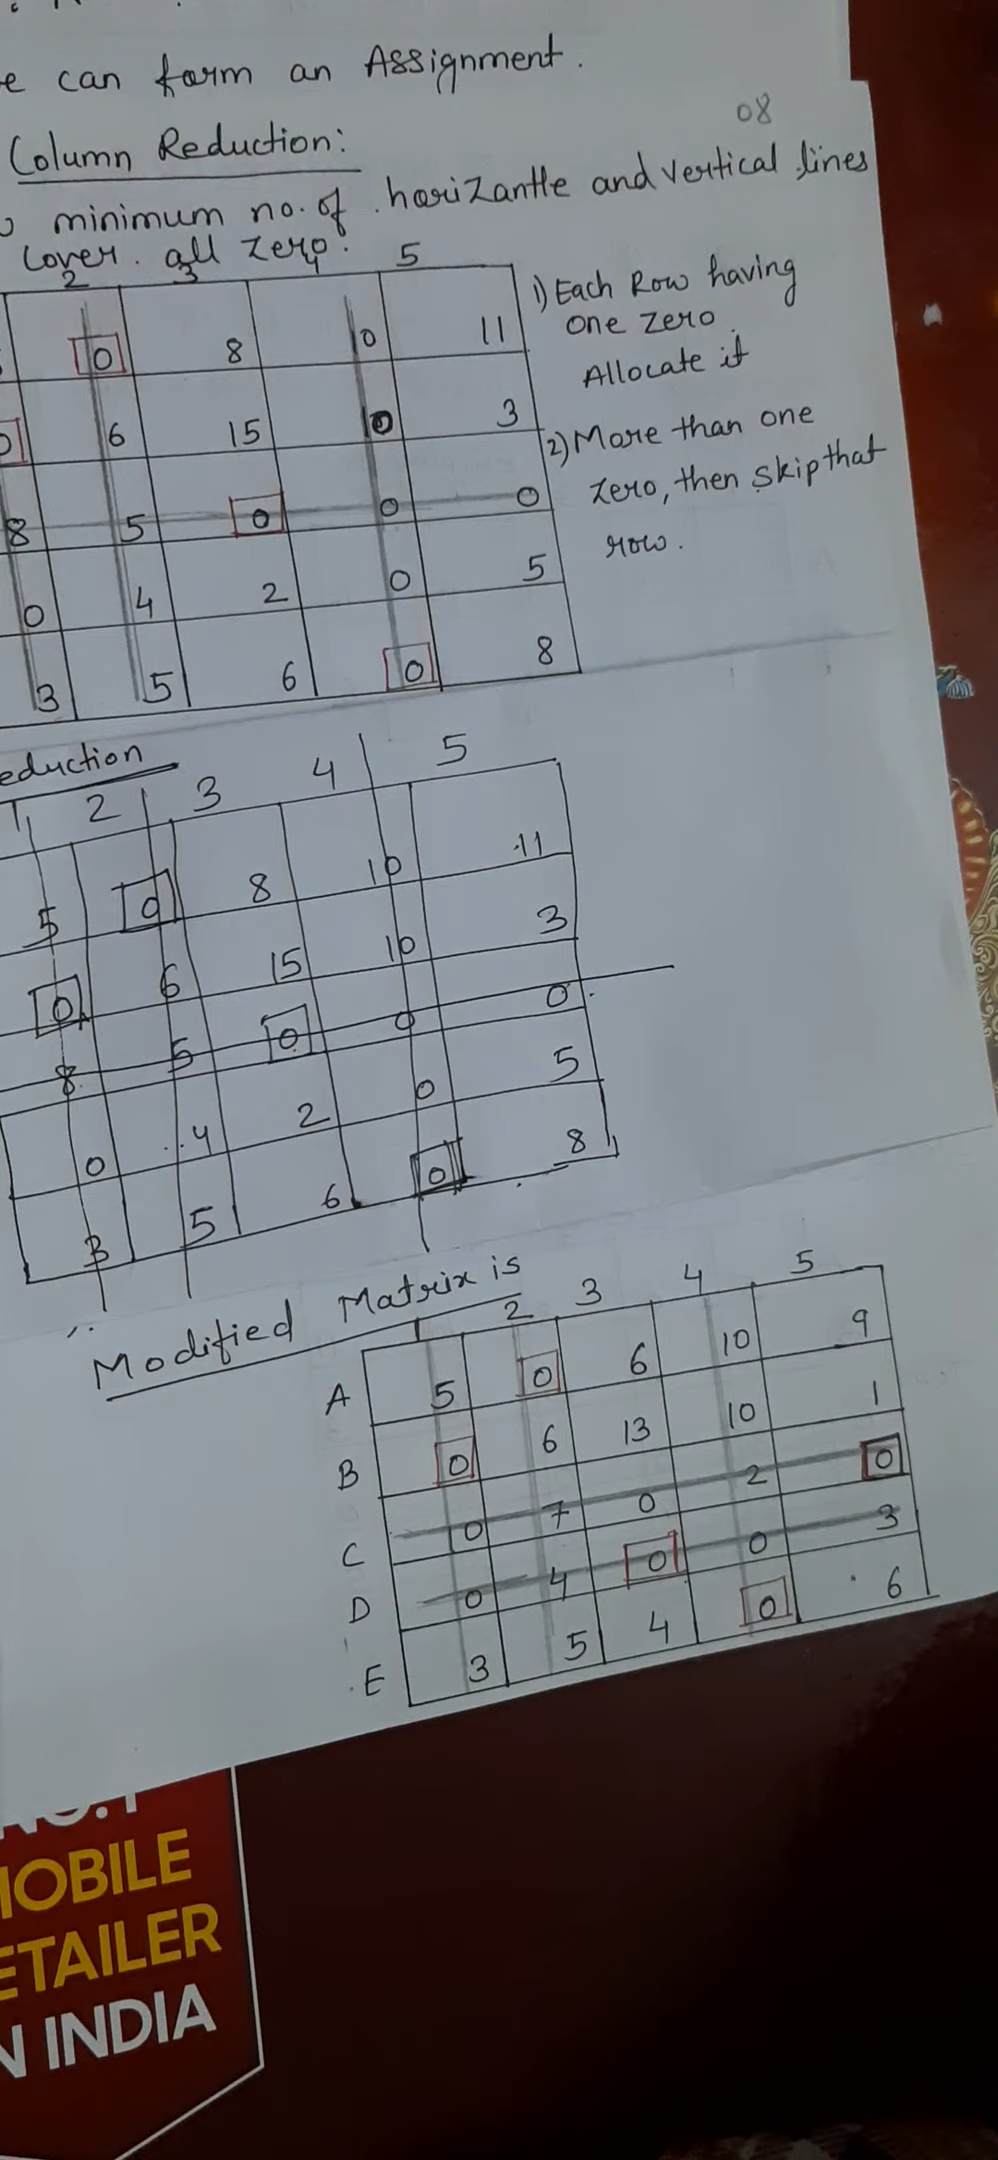 can form an Assignment.
08
Column Reduction:
minimum no. of horizantle and vertical lines
cover all zero.
2 3 4 5
0 8 10 11
0 6 15 10 3
8 5 0 0 0
0 4 2 0 5
3 5 6 0 8
1) Each Row having
one zero.
Allocate it
2) More than one
zero, then skip that
row.
eduction
1 2 3 4 5
5 0 8 10 11
0 6 15 10 3
8 5 0 0 0
0 4 2 0 5
3 5 6 0 8
Modified Matrix is
1 2 3 4 5
A 5 0 6 10 9
B 0 6 13 10 1
C 0 7 0 2 0
D 0 4 0 0 3
E 3 5 4 0 6
NO.1
MOBILE
ETAILER
N INDIA